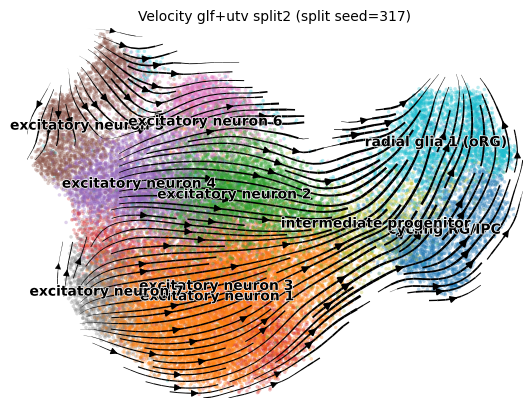 Velocity glf+utv split2 (split seed=317)
excitatory neuron 5
excitatory neuron 6
radial glia 1 (oRG)
excitatory neuron 4
excitatory neuron 2
intermediate progenitor
cycling RG/IPC
excitatory neuron 3
excitatory neuron
excitatory neuron 1